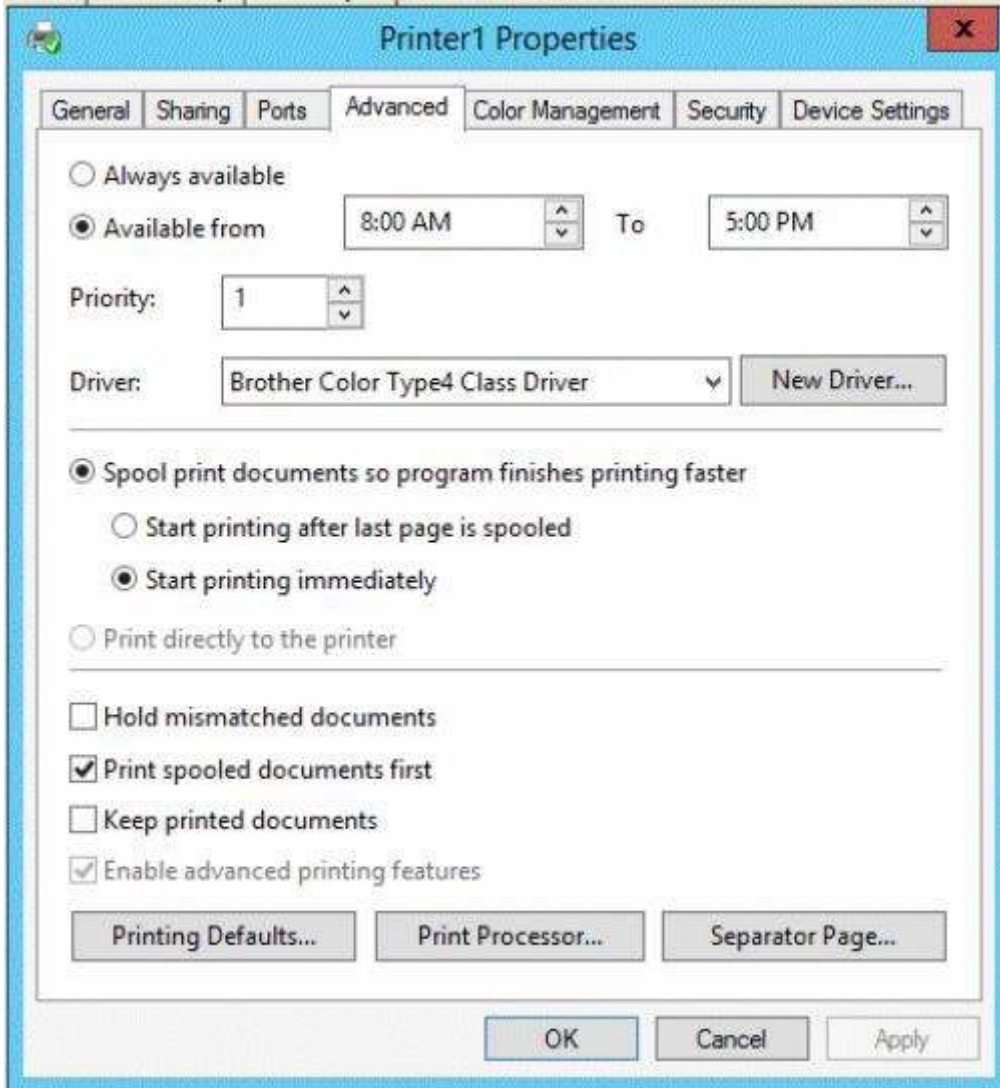 Printer1 Properties
x
General Sharing Ports Advanced Color Management Security Device Settings
Always available
Available from 8:00 AM To 5:00 PM
Priority: 1
Driver: Brother Color Type4 Class Driver New Driver...
Spool print documents so program finishes printing faster
Start printing after last page is spooled
Start printing immediately
Print directly to the printer
Hold mismatched documents
Print spooled documents first
Keep printed documents
Enable advanced printing features
Printing Defaults... Print Processor... Separator Page...
OK Cancel Apply